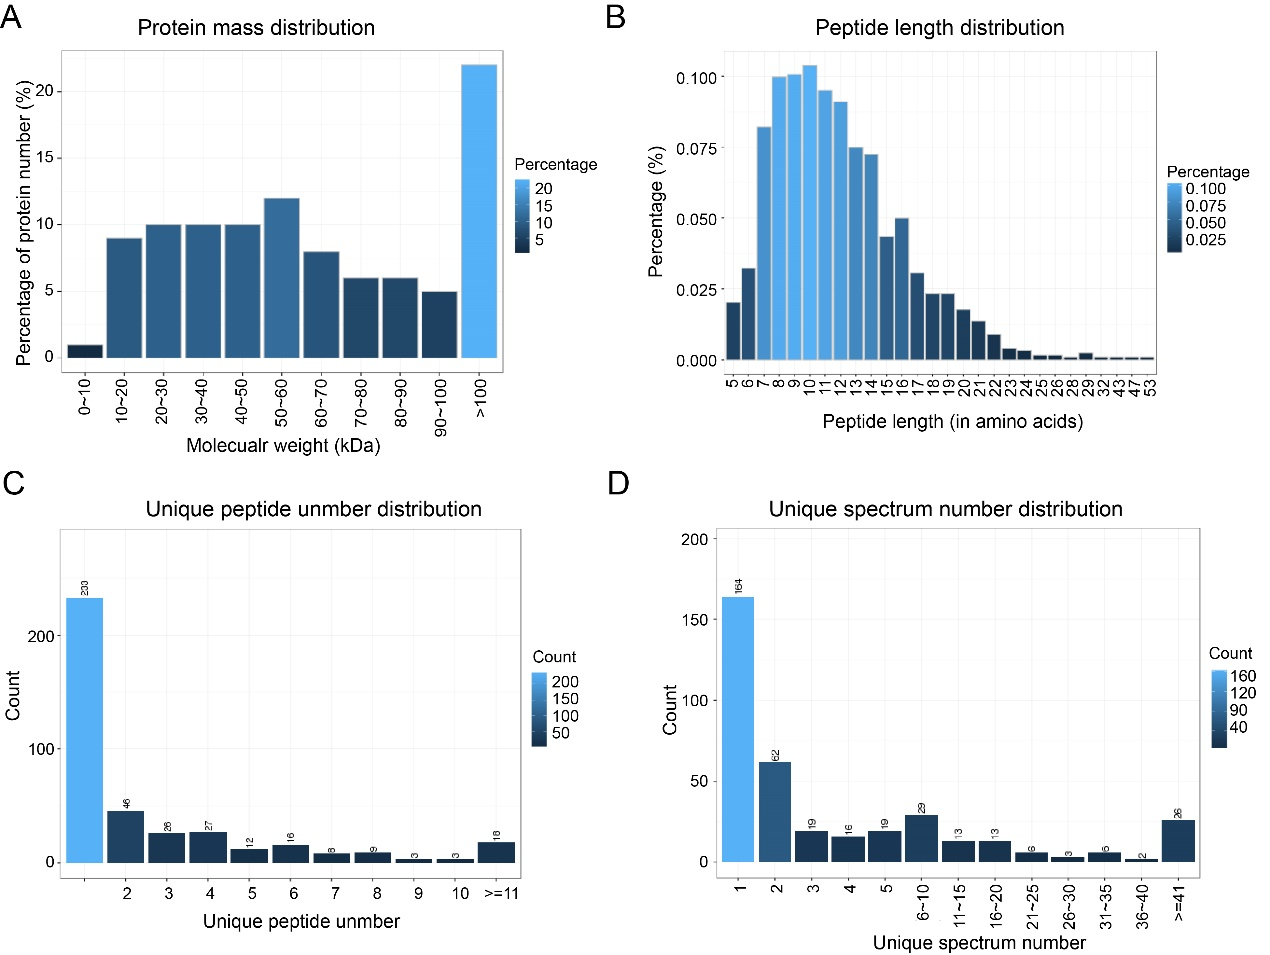 A
Protein mass distribution
Percentage of protein number (%)
20
15
10
5
0
0~10
10~20
20~30
30~40
40~50
50~60
60~70
70~80
80~90
90~100
>100
Molecualr weight (kDa)
Percentage
20
15
10
5
B
Peptide length distribution
Percentage (%)
0.100
0.075
0.050
0.025
0.000
5 6 7 8 9 10 11 12 13 14 15 16 17 18 19 20 21 22 23 24 25 26 28 29 32 43 47 53
Peptide length (in amino acids)
Percentage
0.100
0.075
0.050
0.025
C
Unique peptide unmber distribution
Count
200
100
0
233 46 26 27 12 16 8 9 3 3 18
2 3 4 5 6 7 8 9 10 >=11
Unique peptide unmber
Count
200
150
100
50
D
Unique spectrum number distribution
Count
200
150
100
50
0
164 62 19 16 19 29 13 13 6 3 6 2 26
1 2 3 4 5 6~10 11~15 16~20 21~25 26~30 31~35 36~40 >=41
Unique spectrum number
Count
160
120
90
40